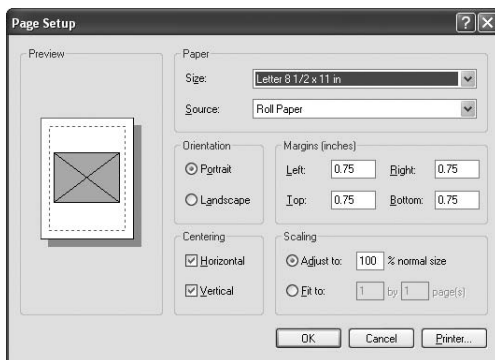 Page Setup
Preview
Paper
Size: Letter 8 1/2 x 11 in
Source: Roll Paper
Orientation
Portrait
Landscape
Margins (inches)
Left: 0.75 Right: 0.75
Top: 0.75 Bottom: 0.75
Centering
Horizontal
Vertical
Scaling
Adjust to: 100 % normal size
Fit to: 1 by 1 page(s)
OK Cancel Printer...